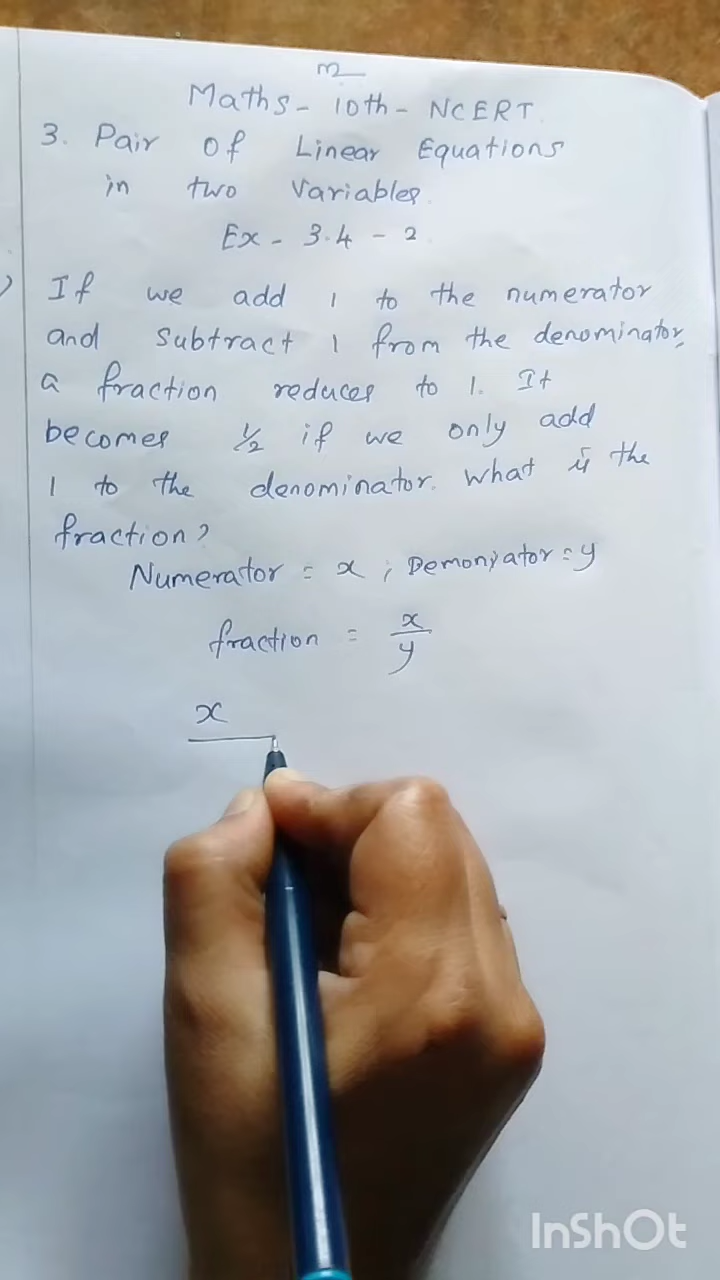 m
Maths - 10th - NCERT.
3. Pair of Linear Equations
in two Variables.
Ex - 3.4 - 2
If we add 1 to the numerator
and subtract 1 from the denominator,
a fraction reduces to 1. It
becomes 1/2 if we only add
1 to the denominator. What is the
fraction?
Numerator = x ; Demoniator = y
fraction = x/y
x
InShOt